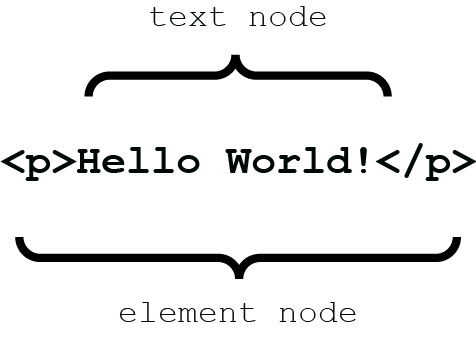 text node
<p>Hello World!</p>
element node